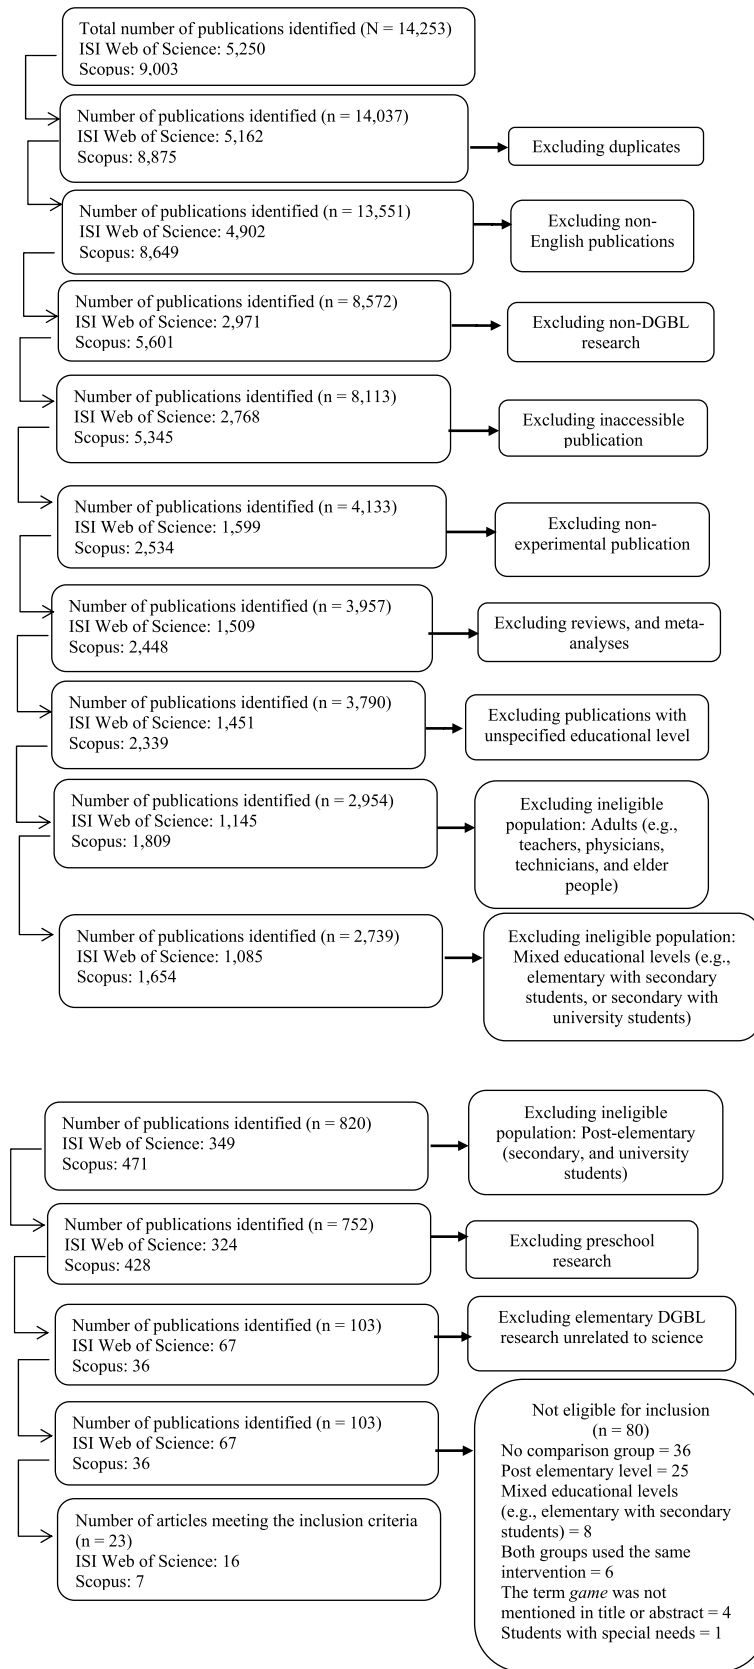 Total number of publications identified (N = 14,253)
ISI Web of Science: 5,250
Scopus: 9,003
Number of publications identified (n = 14,037)
ISI Web of Science: 5,162
Scopus: 8,875
Excluding duplicates
Number of publications identified (n = 13,551)
ISI Web of Science: 4,902
Scopus: 8,649
Excluding non-
English publications
Number of publications identified (n = 8,572)
ISI Web of Science: 2,971
Scopus: 5,601
Excluding non-DGBL
research
Number of publications identified (n = 8,113)
ISI Web of Science: 2,768
Scopus: 5,345
Excluding inaccessible
publication
Number of publications identified (n = 4,133)
ISI Web of Science: 1,599
Scopus: 2,534
Excluding non-
experimental publication
Number of publications identified (n = 3,957)
ISI Web of Science: 1,509
Scopus: 2,448
Excluding reviews, and meta-
analyses
Number of publications identified (n = 3,790)
ISI Web of Science: 1,451
Scopus: 2,339
Excluding publications with
unspecified educational level
Number of publications identified (n = 2,954)
ISI Web of Science: 1,145
Scopus: 1,809
Excluding ineligible
population: Adults (e.g.,
teachers, physicians,
technicians, and elder
people)
Number of publications identified (n = 2,739)
ISI Web of Science: 1,085
Scopus: 1,654
Excluding ineligible population:
Mixed educational levels (e.g.,
elementary with secondary
students, or secondary with
university students)
Number of publications identified (n = 820)
ISI Web of Science: 349
Scopus: 471
Excluding ineligible
population: Post-elementary
(secondary, and university
students)
Number of publications identified (n = 752)
ISI Web of Science: 324
Scopus: 428
Excluding preschool
research
Number of publications identified (n = 103)
ISI Web of Science: 67
Scopus: 36
Excluding elementary DGBL
research unrelated to science
Number of publications identified (n = 103)
ISI Web of Science: 67
Scopus: 36
Not eligible for inclusion
(n = 80)
No comparison group = 36
Post elementary level = 25
Mixed educational levels
(e.g., elementary with secondary
students) = 8
Both groups used the same
intervention = 6
The term game was not
mentioned in title or abstract = 4
Students with special needs = 1
Number of articles meeting the inclusion criteria
(n = 23)
ISI Web of Science: 16
Scopus: 7